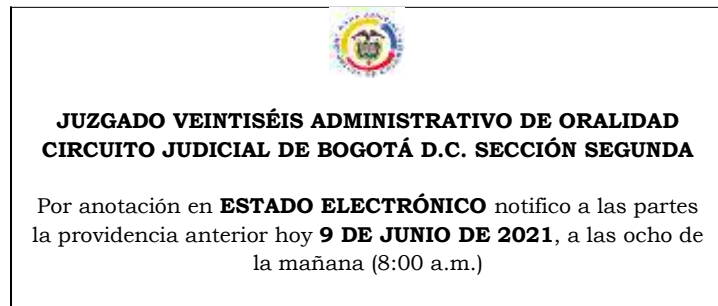 JUZGADO VEINTISÉIS ADMINISTRATIVO DE ORALIDAD
CIRCUITO JUDICIAL DE BOGOTÁ D.C. SECCIÓN SEGUNDA
Por anotación en ESTADO ELECTRÓNICO notifico a las partes
la providencia anterior hoy 9 DE JUNIO DE 2021, a las ocho de
la mañana (8:00 a.m.)